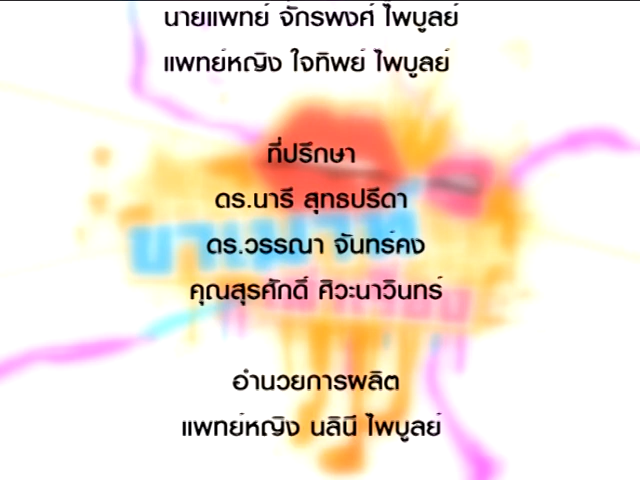 นายแพทย์ จักรพงศ์ ไพบูลย์
แพทย์หญิง ใจทิพย์ ไพบูลย์
ที่ปรึกษา
ดร.นารี สุทธปรีดา
ดร.วรรณา จันทร์คง
คุณสุรศักดิ์ ศิวะนาวินทร์
อำนวยการผลิต
แพทย์หญิง นลินี ไพบูลย์